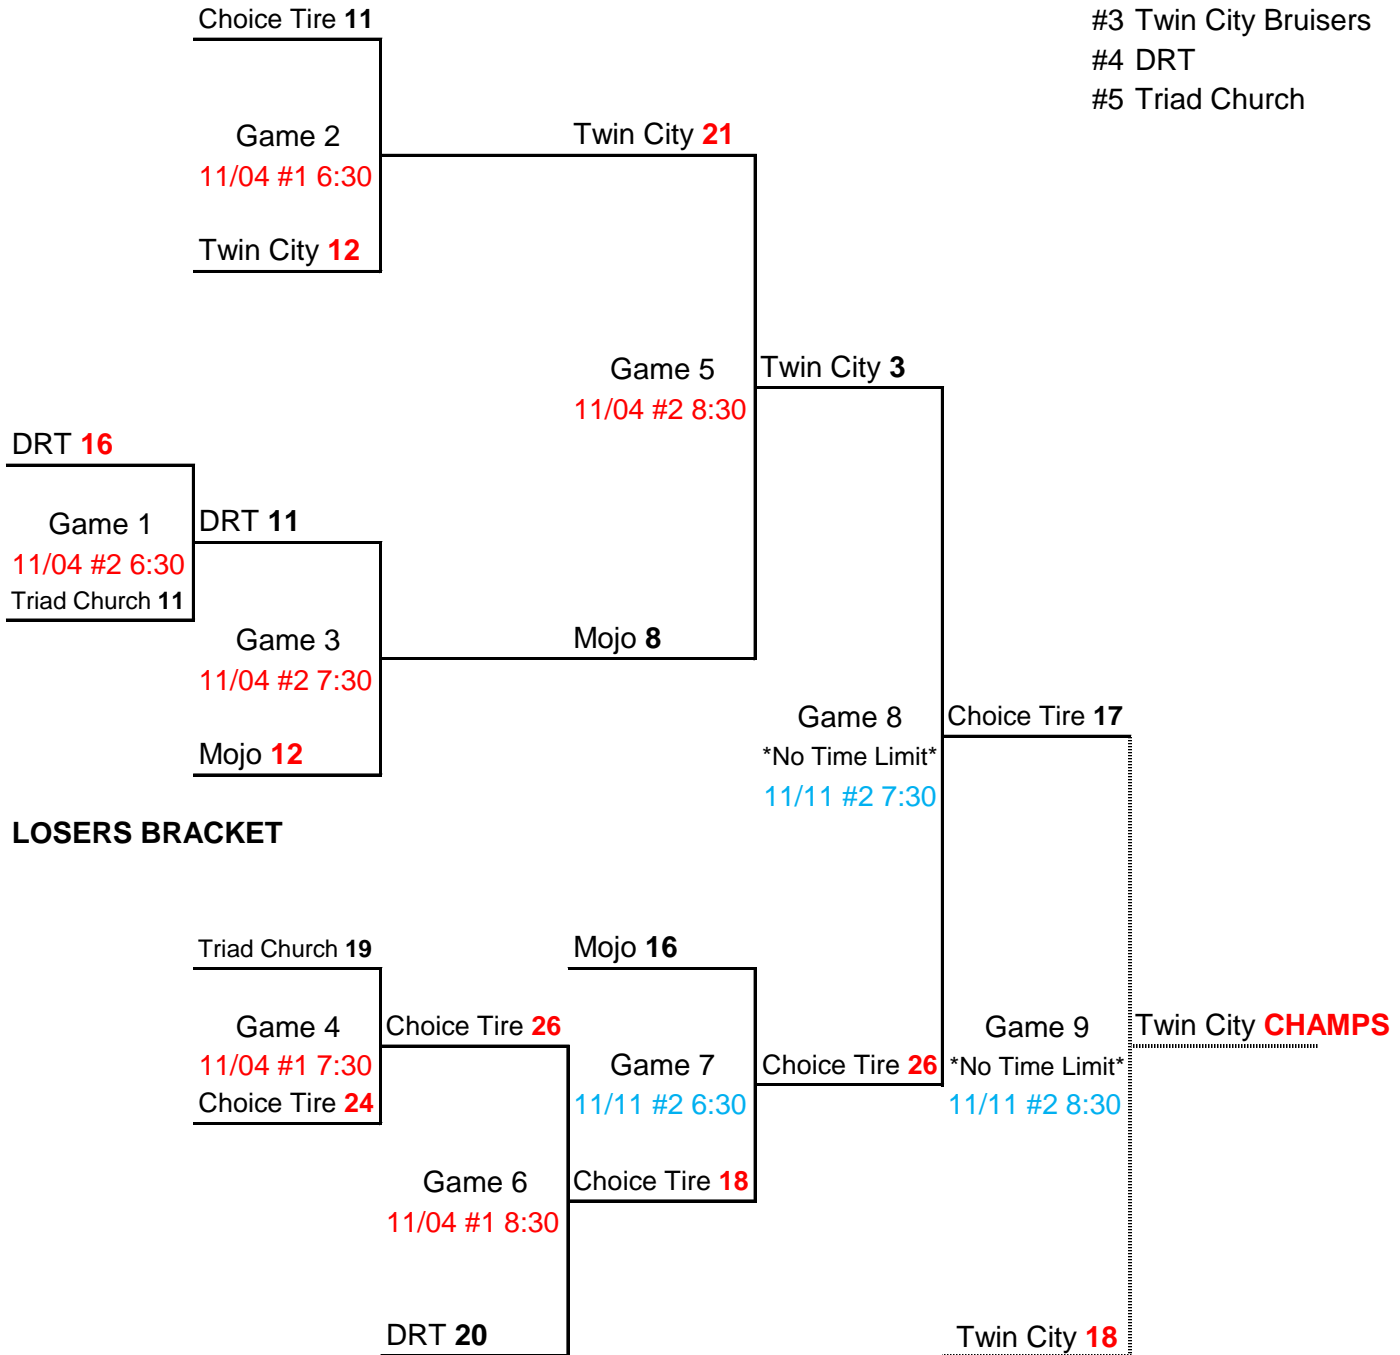 Choice Tire 11
#3 Twin City Bruisers
#4 DRT
#5 Triad Church
Game 2
Twin City 21
11/04 #1 6:30
Twin City 12
Game 5
Twin City 3
11/04 #2 8:30
DRT 16
Game 1
DRT 11
11/04 #2 6:30
Triad Church 11
Game 3
Mojo 8
11/04 #2 7:30
Game 8
Choice Tire 17
Mojo 12
*No Time Limit*
11/11 #2 7:30
LOSERS BRACKET
Triad Church 19
Mojo 16
Game 4
Choice Tire 26
Game 9
Twin City CHAMPS
11/04 #1 7:30
Game 7
Choice Tire 26
*No Time Limit*
Choice Tire 24
11/11 #2 6:30
11/11 #2 8:30
Game 6
Choice Tire 18
11/04 #1 8:30
DRT 20
Twin City 18